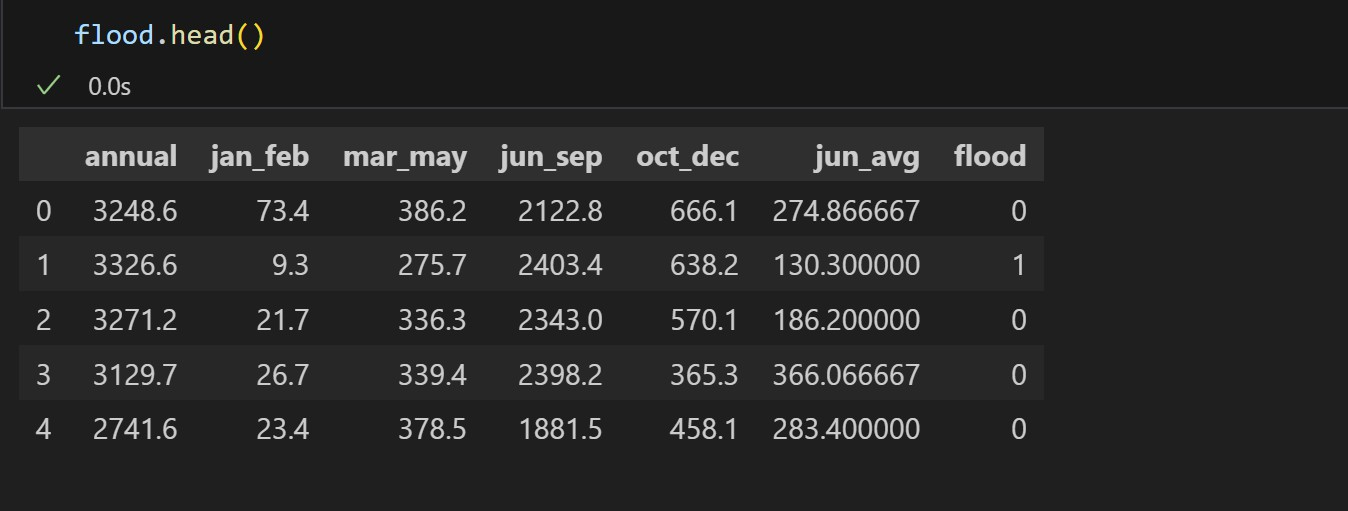 flood.head()
0.0s
annual jan_feb mar_may jun_sep oct_dec jun_avg flood
0 3248.6 73.4 386.2 2122.8 666.1 274.866667 0
1 3326.6 9.3 275.7 2403.4 638.2 130.300000 1
2 3271.2 21.7 336.3 2343.0 570.1 186.200000 0
3 3129.7 26.7 339.4 2398.2 365.3 366.066667 0
4 2741.6 23.4 378.5 1881.5 458.1 283.400000 0